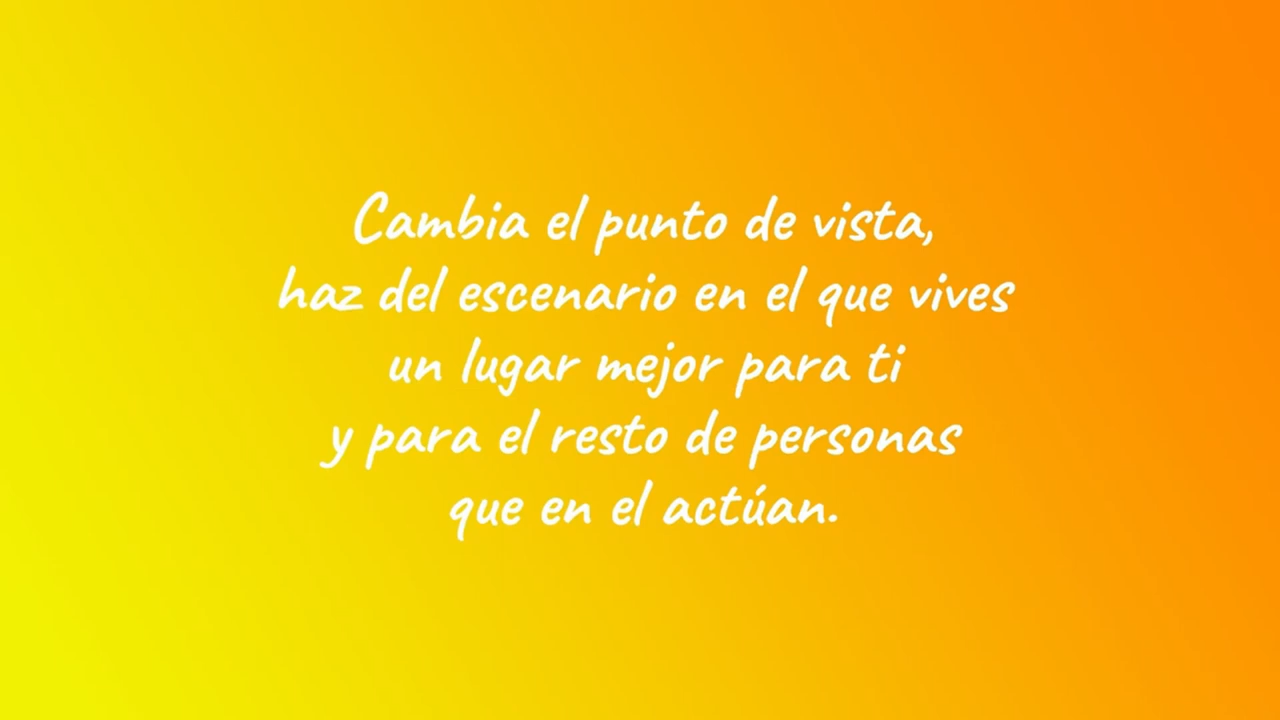 Cambia el punto de vista,
haz del escenario en el que vives
un lugar mejor para ti
y para el resto de personas
que en el actúan.